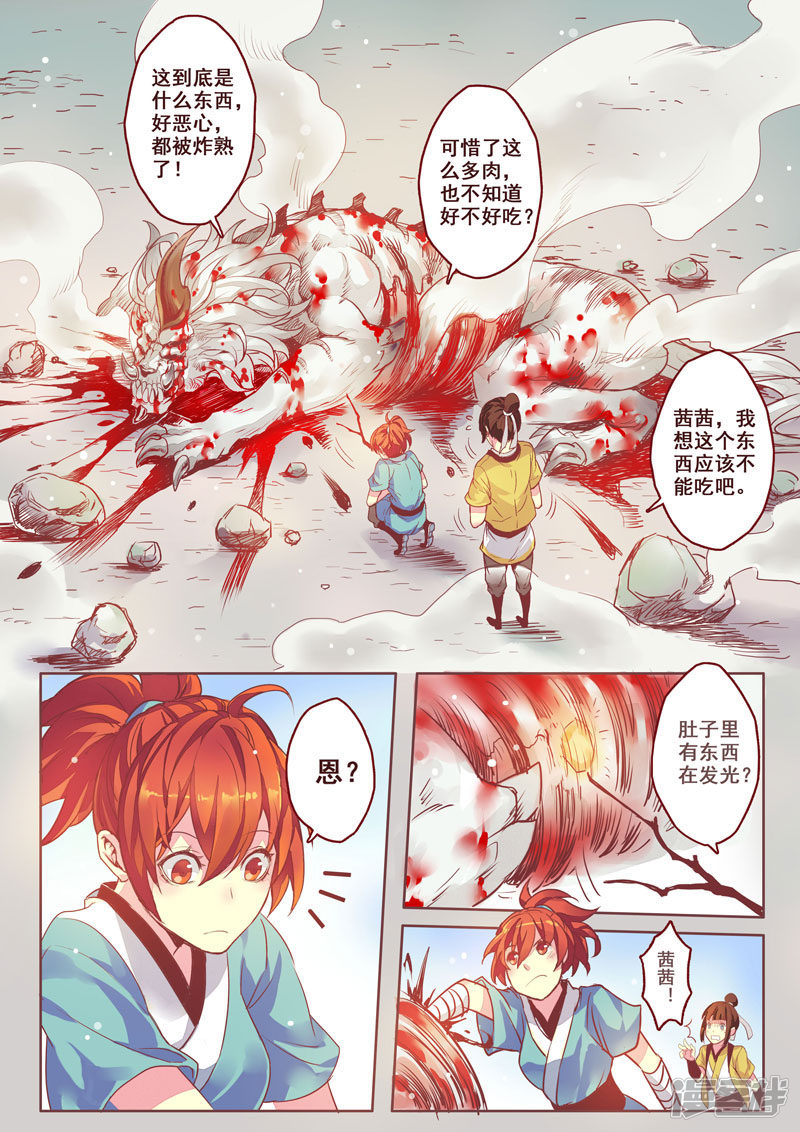 这到底是
什么东西，
好恶心，
都被炸熟
了！
可惜了这
么多肉，
也不知道
好不好吃？
茜茜，我
想这个东
西应该不
能吃吧。
恩？
肚子里
有东西
在发光？
茜茜！
漫客栈